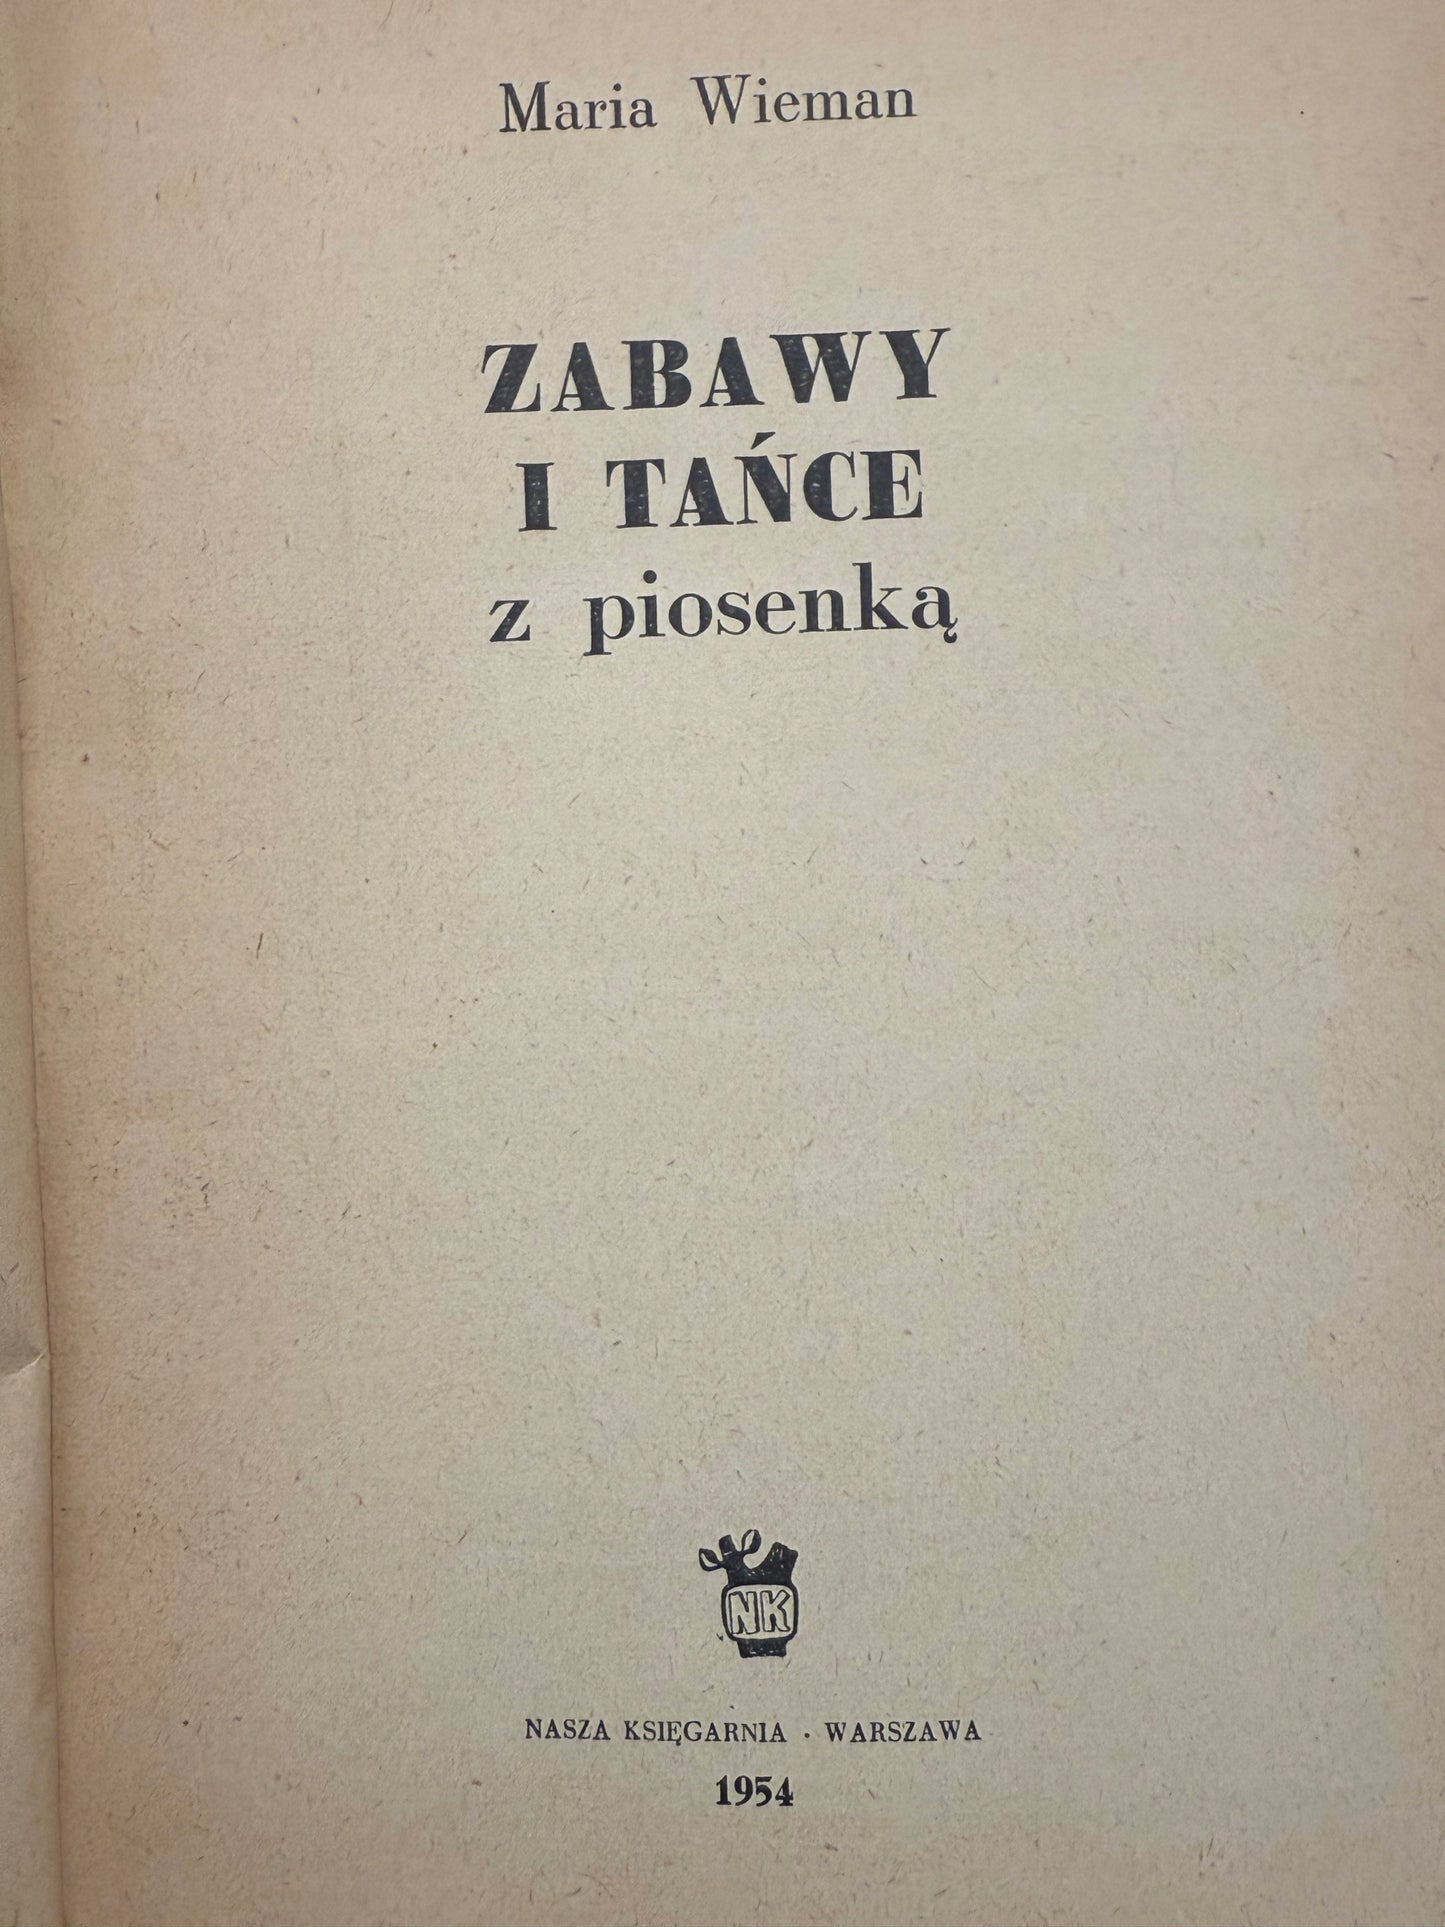 Maria Wieman
ZABAWY
I TAŃCE
z piosenką
NK
NASZA KSIĘGARNIA · WARSZAWA
1954